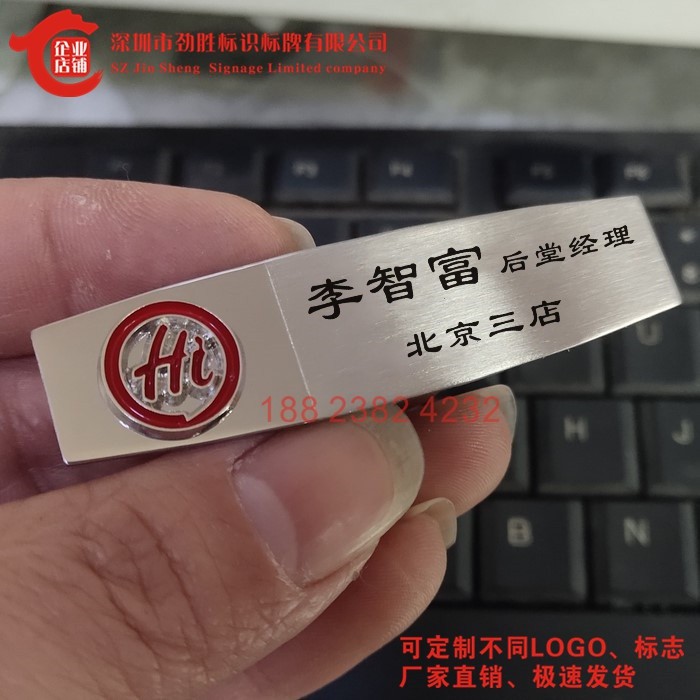 企业
店铺
深圳市劲胜标识标牌有限公司
SZ Jin Sheng Signage Limited company
李智富 后堂经理
北京三店
Hi
188 2382 4232
H
J
B
N
可定制不同LOGO、标志
厂家直销、极速发货